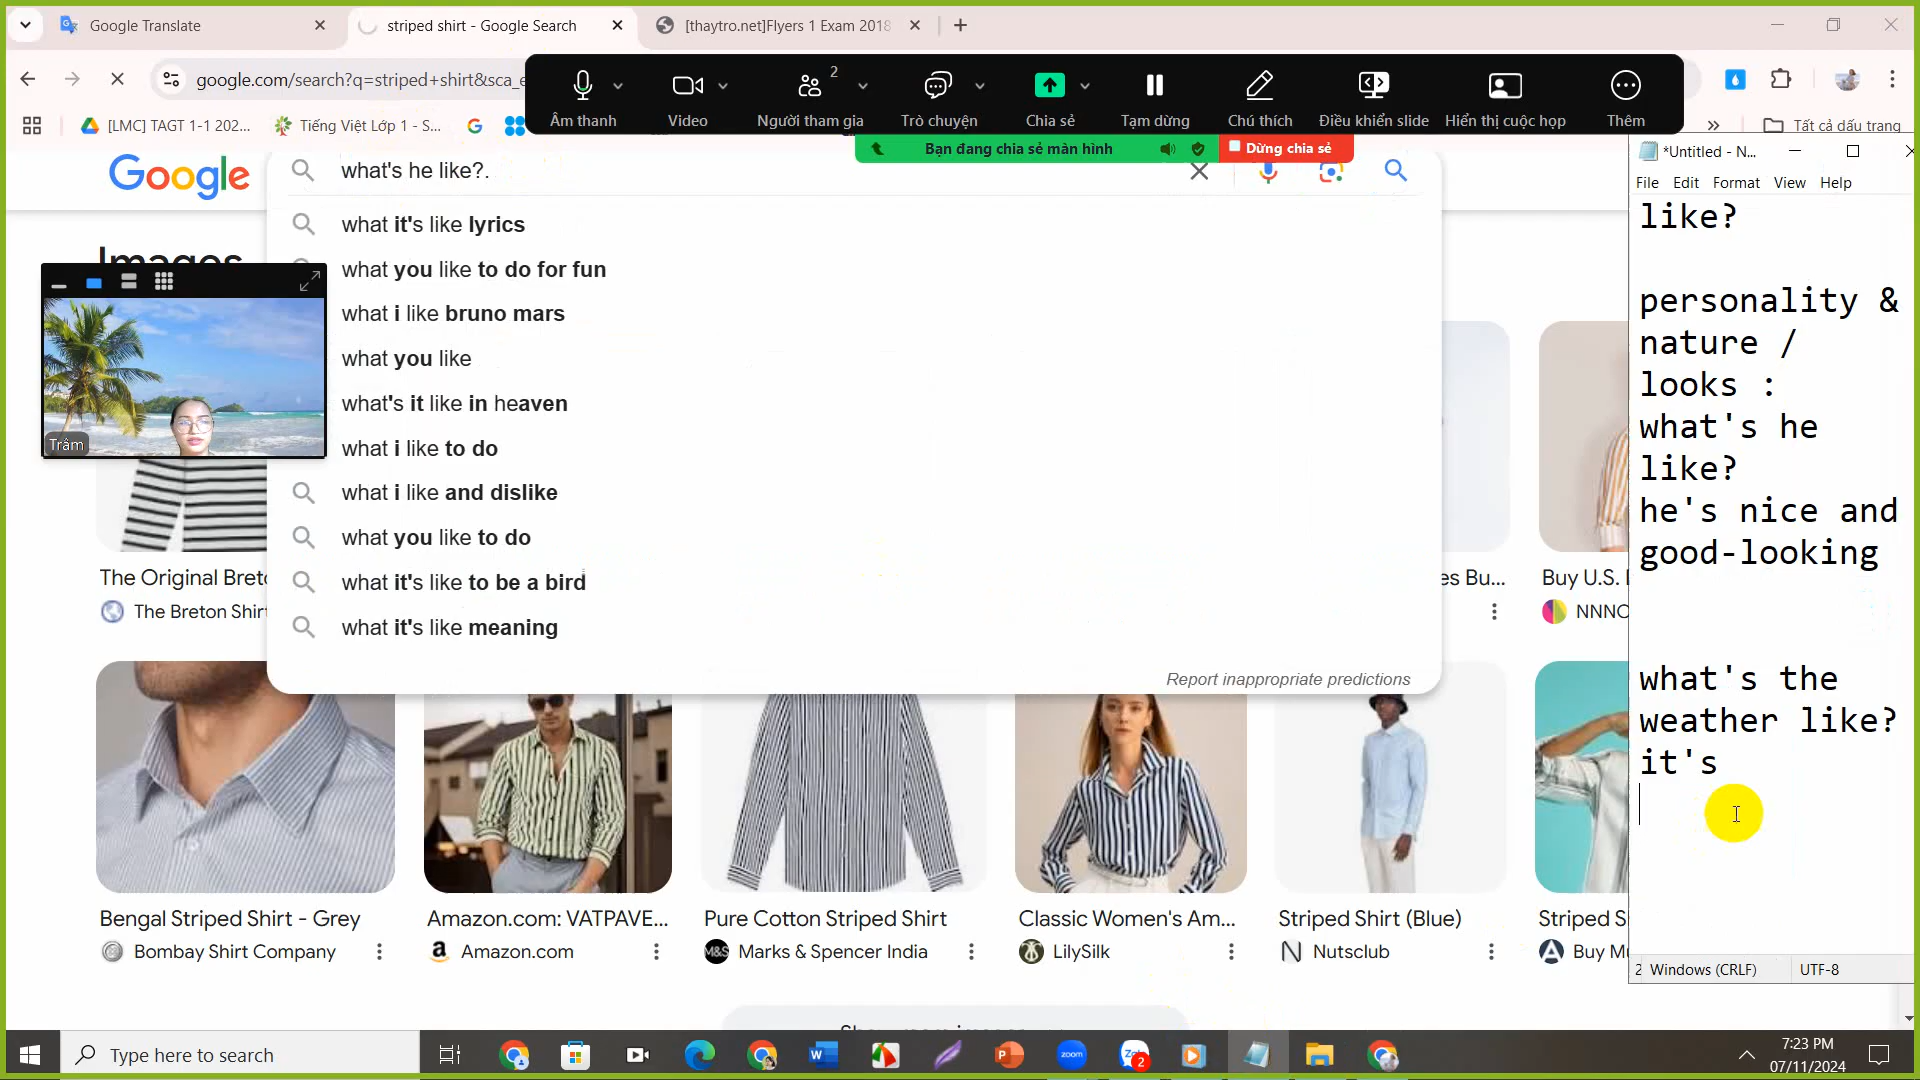 Google Translate
striped shirt - Google Search
[thaytro.net]Flyers 1 Exam 2018
google.com/search?q=striped+shirt&sca_e
2
Âm thanh
Video
Người tham gia
Trò chuyện
Chia sẻ
Tạm dừng
Chú thích
Điều khiển slide
Hiển thị cuộc họp
Thêm
[LMC] TAGT 1-1 202...
Tiếng Việt Lớp 1 - S...
Tất cả dấu trang
Bạn đang chia sẻ màn hình
Dừng chia sẻ
Google
what's he like?.
what it's like lyrics
what you like to do for fun
what i like bruno mars
what you like
what's it like in heaven
what i like to do
what i like and dislike
what you like to do
what it's like to be a bird
what it's like meaning
Report inappropriate predictions
Images
Trâm
The Original Bret
The Breton Shir
es Bu...
Buy U.S.
NNNO
Bengal Striped Shirt - Grey
Bombay Shirt Company
Amazon.com: VATPAVE...
Amazon.com
Pure Cotton Striped Shirt
M&S
Marks & Spencer India
Classic Women's Am...
LilySilk
Striped Shirt (Blue)
Nutsclub
Striped S
Buy M
*Untitled - N...
File Edit Format View Help
like?
personality &
nature /
looks :
what's he
like?
he's nice and
good-looking
what's the
weather like?
it's
2 Windows (CRLF) UTF-8
Type here to search
zoom
2
7:23 PM
07/11/2024